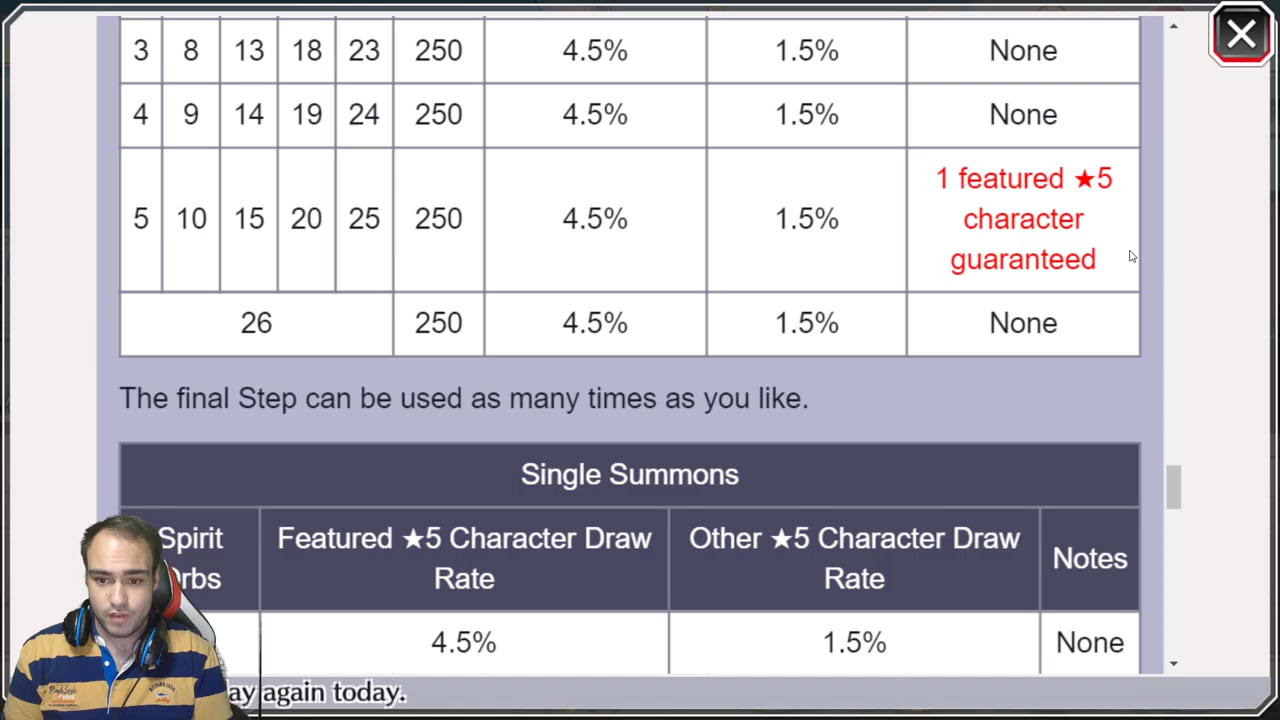 3 8 13 18 23 250 4.5% 1.5% None
4 9 14 19 24 250 4.5% 1.5% None
5 10 15 20 25 250 4.5% 1.5% 1 featured ★5
character
guaranteed
26 250 4.5% 1.5% None
The final Step can be used as many times as you like.
Single Summons
Spirit Featured ★5 Character Draw Other ★5 Character Draw Notes
Rate Rate
4.5% 1.5% None
again today.